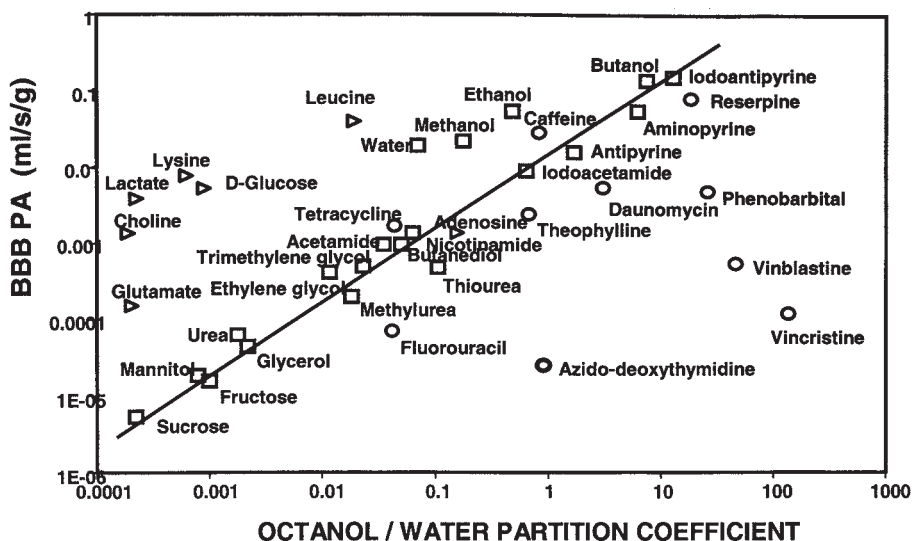 1
Butanol
Iodoantipyrine
0.1
Leucine
Ethanol
Reserpine
Caffeine
Methanol
Aminopyrine
Water
Antipyrine
Lysine
0.01
Iodoacetamide
Lactate
D-Glucose
Phenobarbital
Daunomycin
Tetracycline
Choline
Adenosine
Theophylline
0.001
Acetamide
Nicotipamide
Trimethylene glycol
Butanediol
Vinblastine
Thiourea
Glutamate
Ethylene glycol
Methylurea
0.0001
Urea
Vincristine
Fluorouracil
Glycerol
Mannitol
Azido-deoxythymidine
Fructose
1E-05
Sucrose
1E-06
0.0001
0.001
0.01
0.1
1
10
100
1000
BBB PA (ml/s/g)
OCTANOL / WATER PARTITION COEFFICIENT